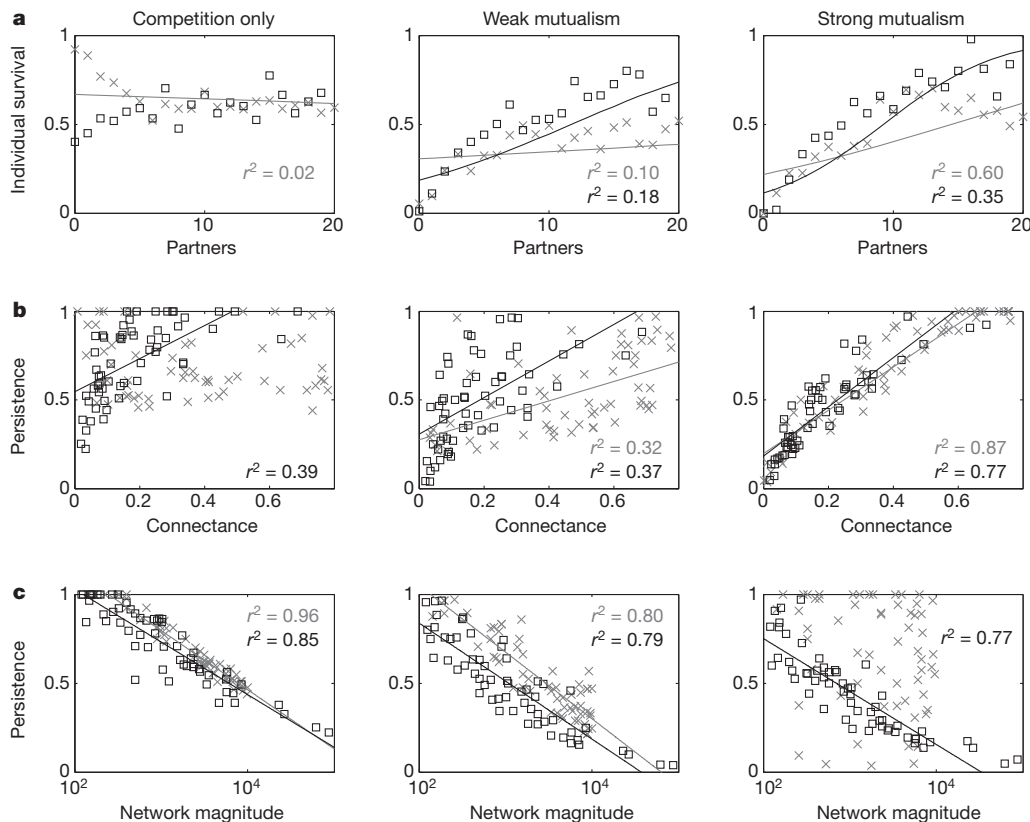 Competition only
Weak mutualism
Strong mutualism
a
Individual survival
1
0.5
0
0 10 20
Partners
r² = 0.02
0 10 20
Partners
1
0.5
0
r² = 0.10
r² = 0.18
0 10 20
Partners
1
0.5
0
r² = 0.60
r² = 0.35
b
Persistence
1
0.5
0
0 0.2 0.4 0.6
Connectance
r² = 0.39
1
0.5
0
0 0.2 0.4 0.6
Connectance
r² = 0.32
r² = 0.37
1
0.5
0
0 0.2 0.4 0.6
Connectance
r² = 0.87
r² = 0.77
c
Persistence
1
0.5
0
10² 10⁴
Network magnitude
r² = 0.96
r² = 0.85
1
0.5
0
10² 10⁴
Network magnitude
r² = 0.80
r² = 0.79
1
0.5
0
10² 10⁴
Network magnitude
r² = 0.77